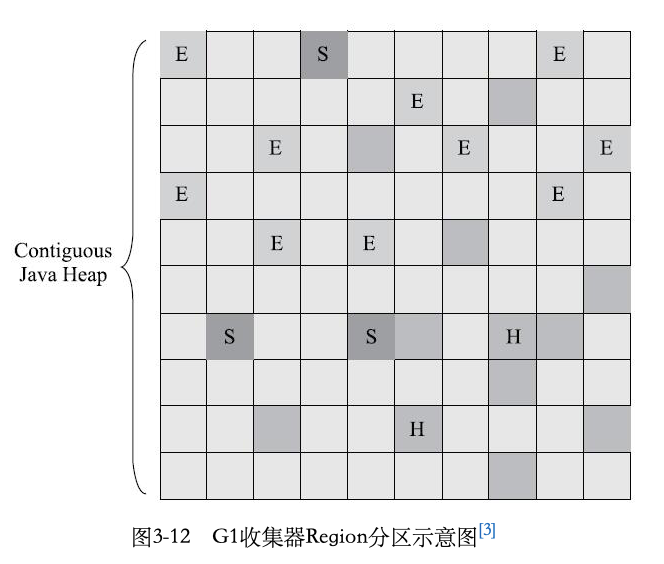 E S E
E
E E E
E E
E E
Contiguous
Java Heap
S S H
H
图3-12 G1收集器Region分区示意图[3]